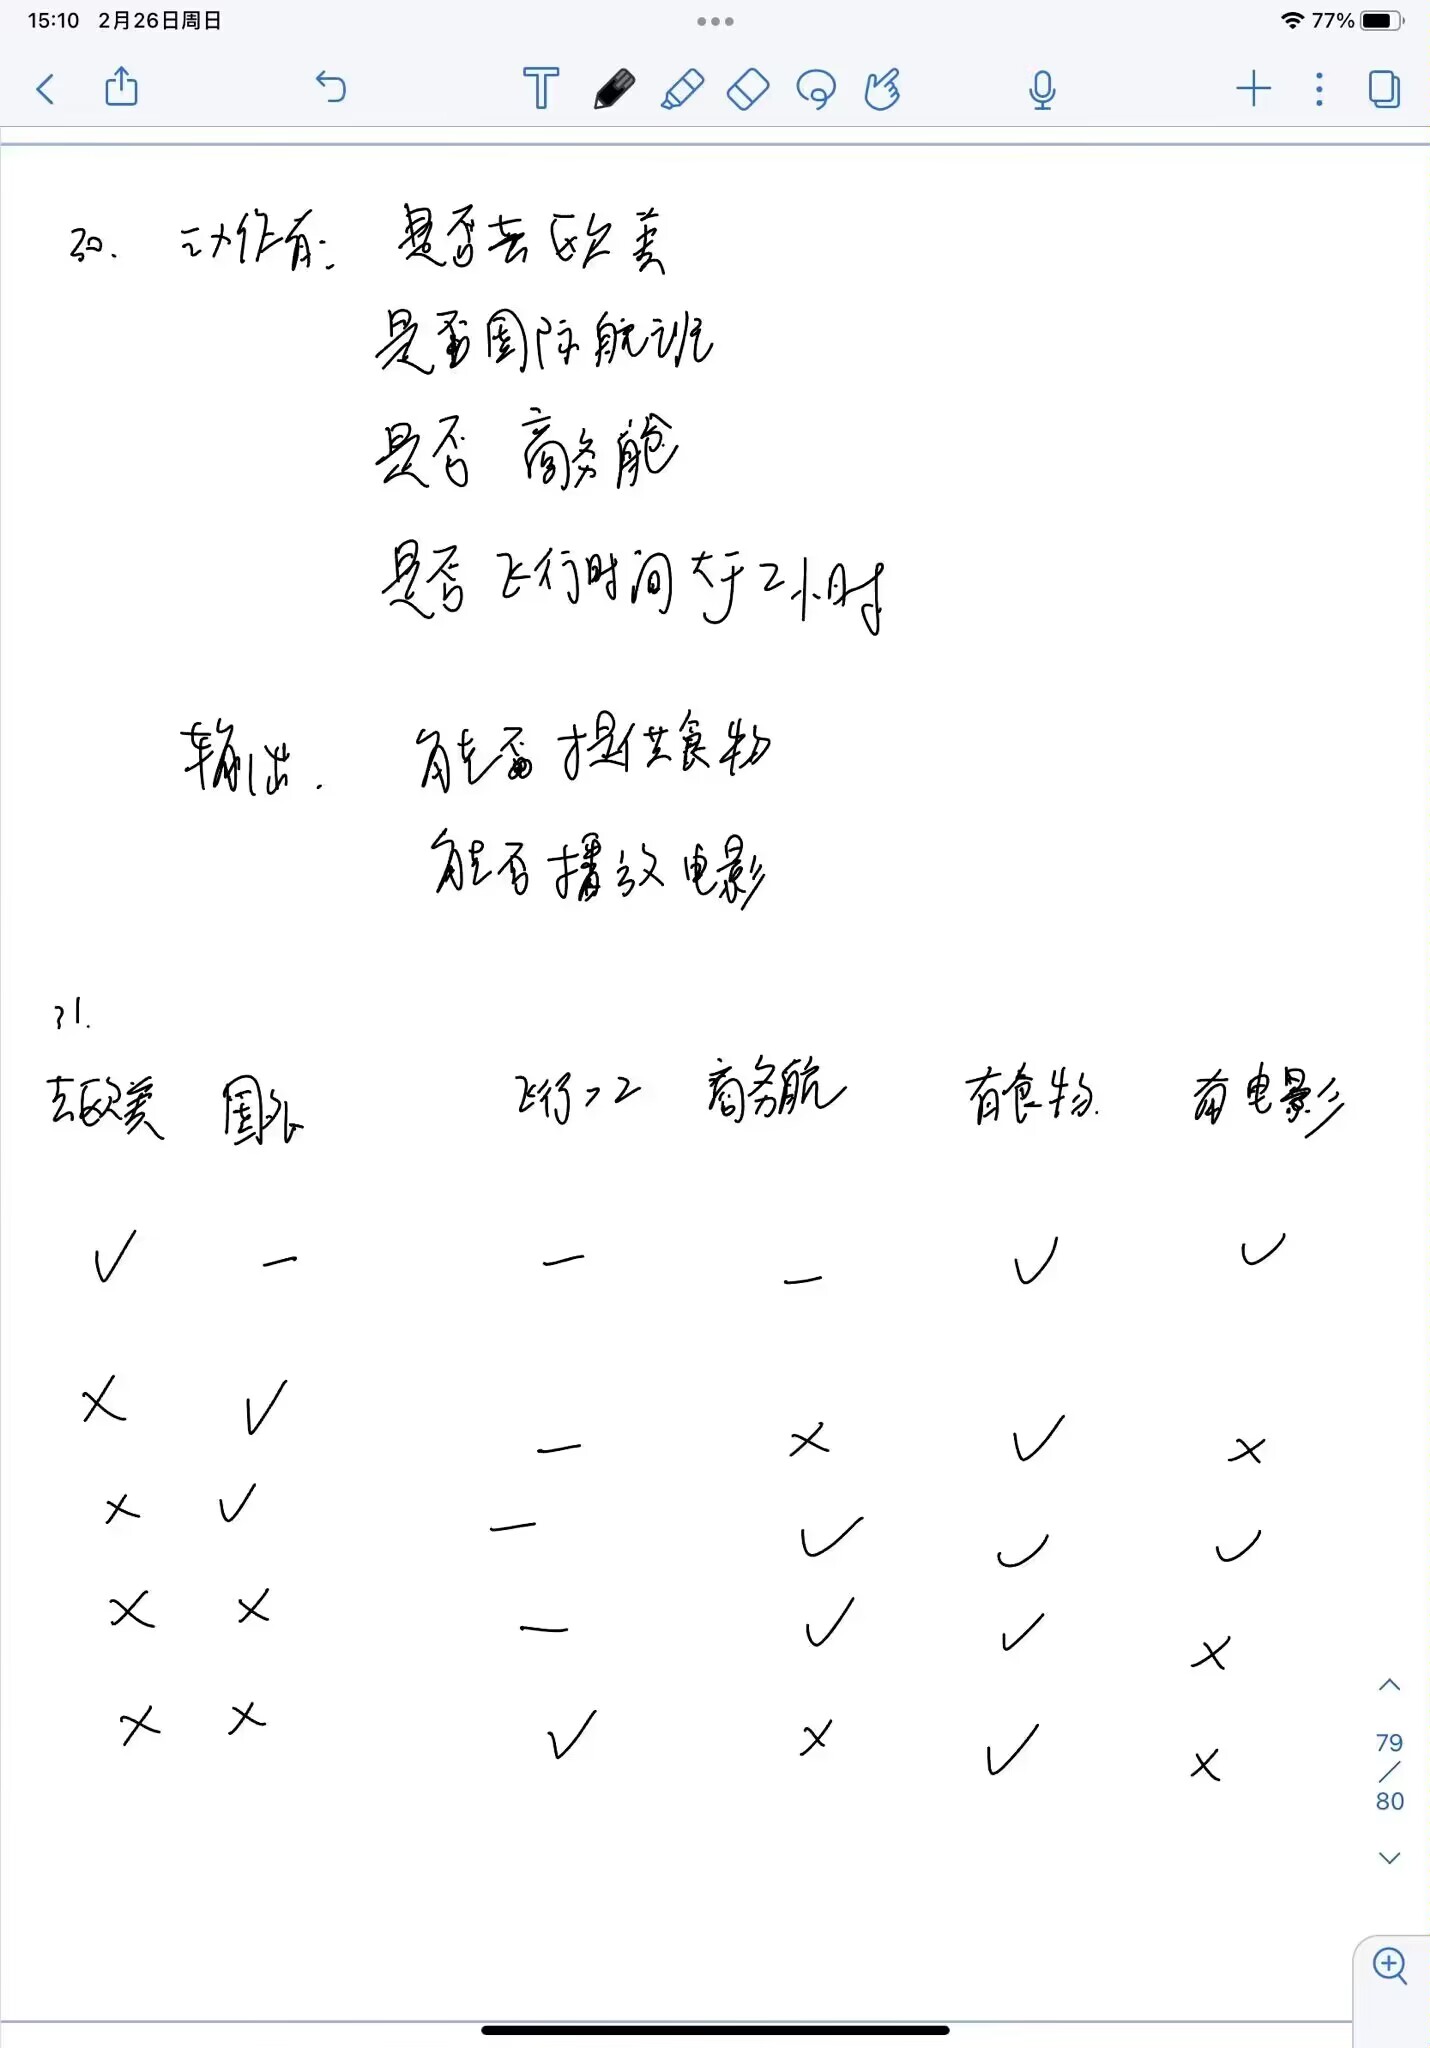 15:10 2月26日周日
77%
T
30. 动作有: 是否去欧美
是否国际航班
是否 商务舱
是否 飞行时间大于2小时
输出. 能否提供食物
能否播放电影
31.
去欧美 国外 飞行>2 商务航 有食物. 有电影
✓ — — — ✓ ✓
× ✓ — × ✓ ×
× ✓ — ✓ ✓ ✓
× × — ✓ ✓ ×
× × ✓ × ✓ ×
79
/
80